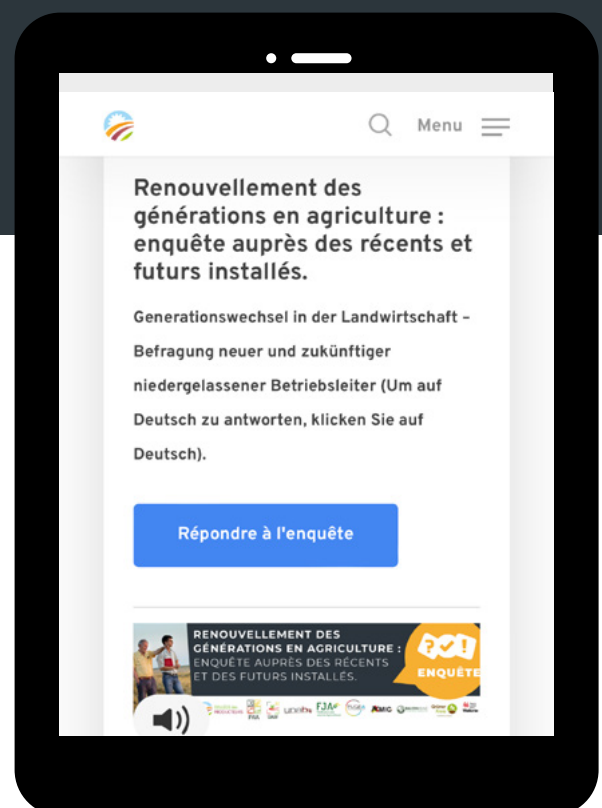 Menu
Renouvellement des
générations en agriculture :
enquête auprès des récents et
futurs installés.
Generationswechsel in der Landwirtschaft –
Befragung neuer und zukünftiger
niedergelassener Betriebsleiter (Um auf
Deutsch zu antworten, klicken Sie auf
Deutsch).
Répondre à l'enquête
RENOUVELLEMENT DES
GÉNÉRATIONS EN AGRICULTURE :
ENQUÊTE AUPRÈS DES RÉCENTS
ET DES FUTURS INSTALLÉS.
?✓!
ENQUÊTE
unab
FJA